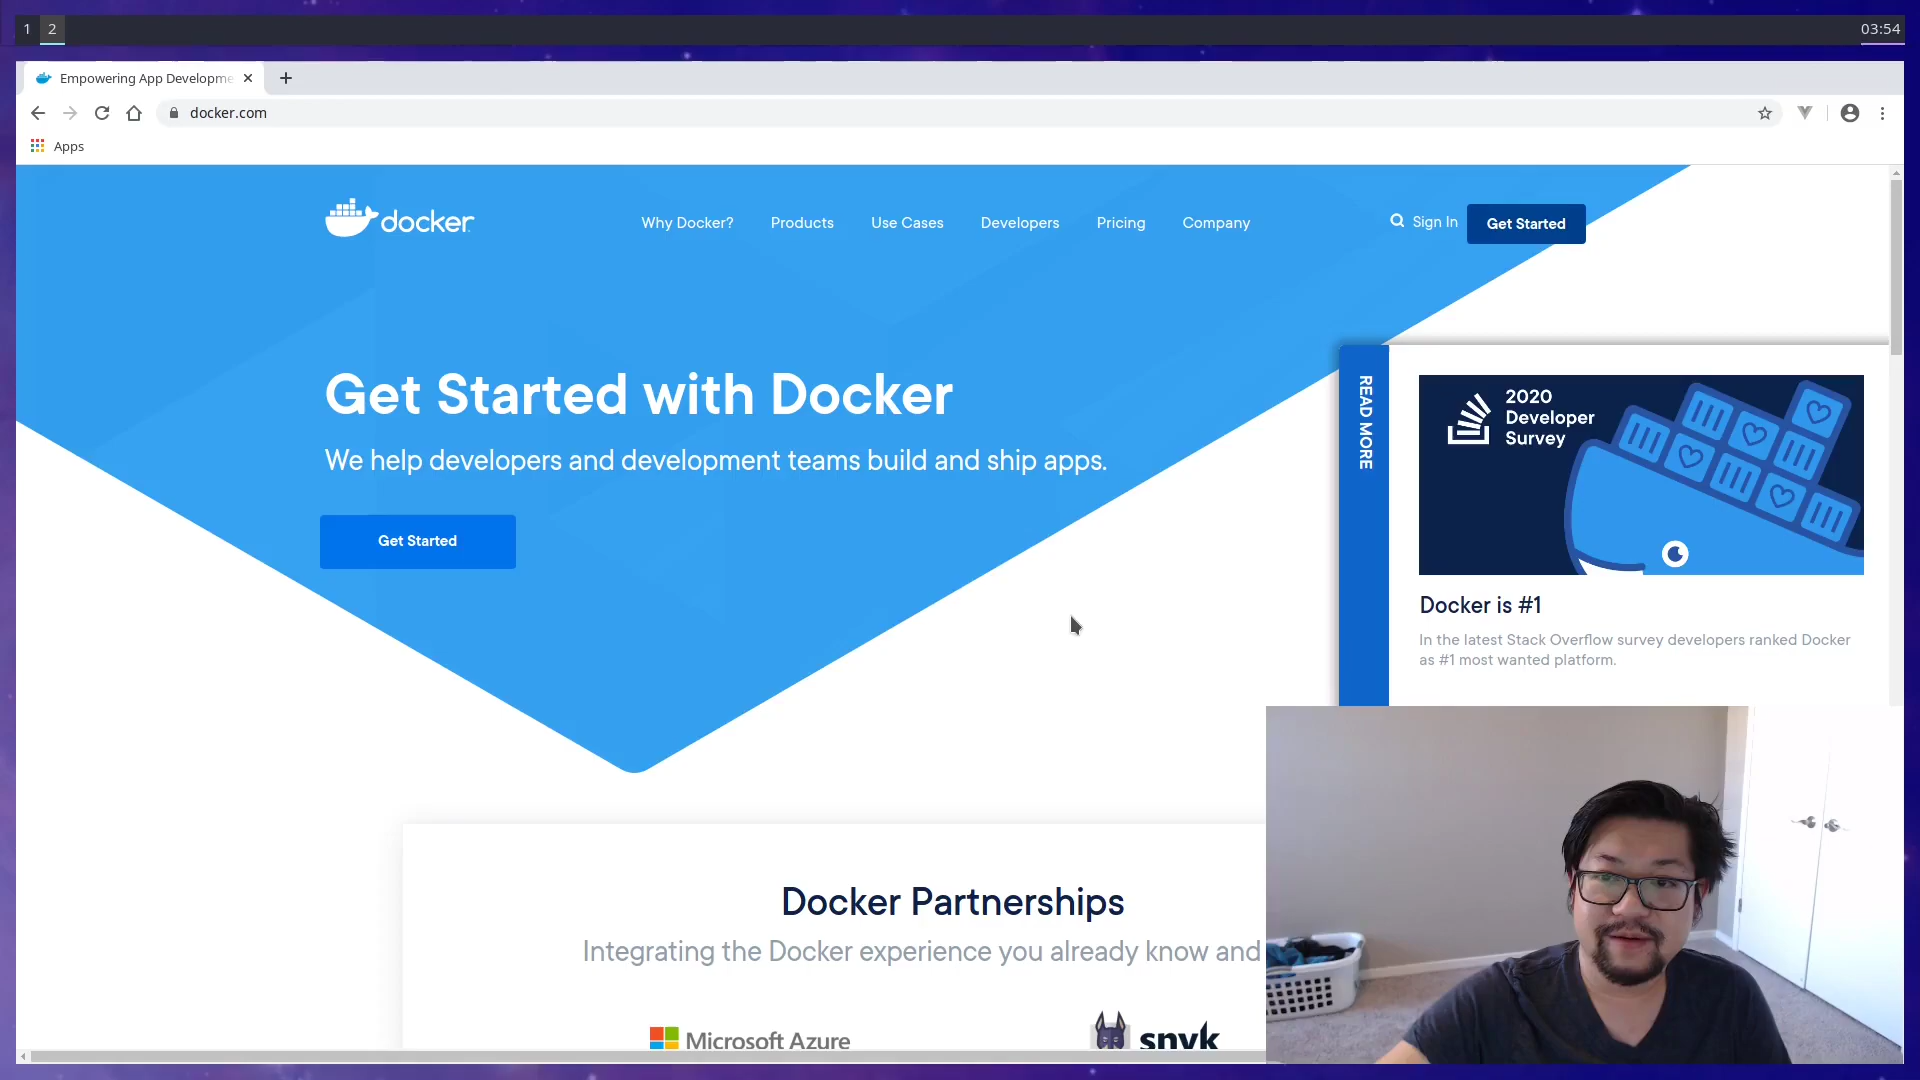 1 2
03:54
Empowering App Developme
docker.com
Apps
docker
Why Docker? Products Use Cases Developers Pricing Company
Sign In
Get Started
Get Started with Docker
We help developers and development teams build and ship apps.
Get Started
READ MORE
2020
Developer
Survey
Docker is #1
In the latest Stack Overflow survey developers ranked Docker
as #1 most wanted platform.
Docker Partnerships
Integrating the Docker experience you already know and
Microsoft Azure
snyk